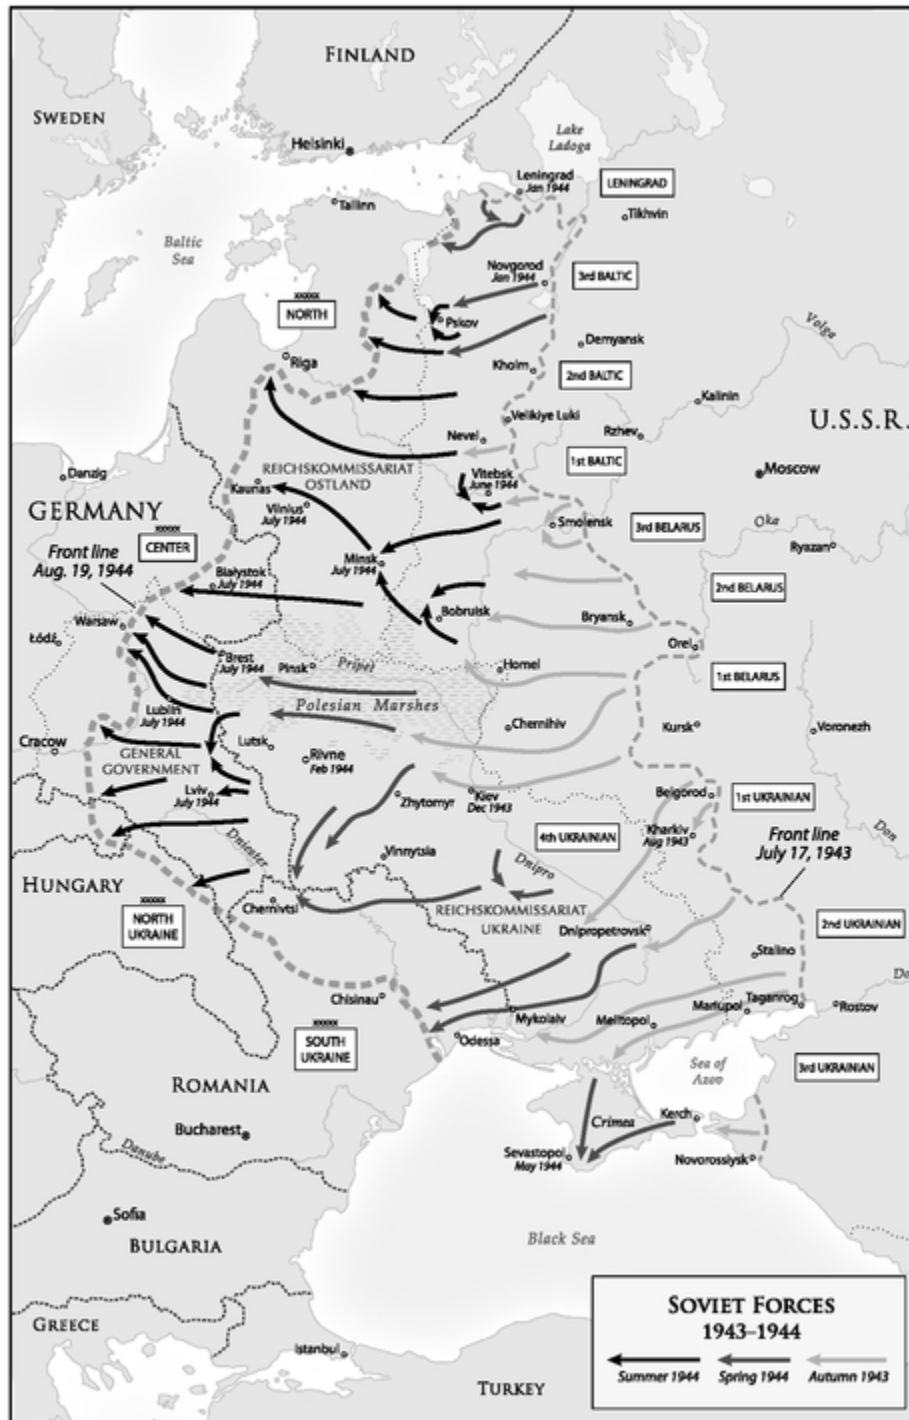 FINLAND
SWEDEN
Lake
Ladoga
Helsinki
Leningrad
Jan 1944
LENINGRAD
Tallinn
Tikhvin
Baltic
Sea
Novgorod
Jan 1944
3rd BALTIC
XXXXX
NORTH
Pskov
Volga
Demyansk
Riga
Kholm
2nd BALTIC
Kalinin
Velikiye Luki
U.S.S.R.
Rzhev
Nevel
1st BALTIC
Danzig
REICHSKOMMISSARIAT
OSTLAND
Vitebsk
June 1944
Moscow
Kaunas
GERMANY
Vilnius
July 1944
Smolensk
3rd BELARUS
Oka
XXXXX
CENTER
Ryazan
Front line
Aug. 19, 1944
Minsk
July 1944
Białystok
July 1944
2nd BELARUS
Warsaw
Bobruisk
Bryansk
Łódź
Orel
Brest
July 1944
Pinsk
Pripet
Homel
1st BELARUS
Lublin
July 1944
Polesian Marshes
Chernihiv
Kursk
Voronezh
Cracow
GENERAL
GOVERNMENT
Lutsk
Rivne
Feb 1944
Lviv
July 1944
Zhytomyr
Kiev
Dec 1943
Belgorod
1st UKRAINIAN
Don
Dniester
4th UKRAINIAN
Kharkiv
Aug 1943
Front line
July 17, 1943
Vinnytsia
Dnipro
HUNGARY
Chernivtsi
XXXXX
NORTH
UKRAINE
REICHSKOMMISSARIAT
UKRAINE
2nd UKRAINIAN
Dnipropetrovsk
Stalino
Do
Chisinau
Mykolaiv
Melitopol
Mariupol
Taganrog
Rostov
XXXXX
SOUTH
UKRAINE
Odessa
Sea of
Azov
3rd UKRAINIAN
ROMANIA
Bucharest
Crimea
Kerch
Danube
Sevastopol
May 1944
Novorossiysk
Sofia
BULGARIA
Black Sea
GREECE
Istanbul
TURKEY
SOVIET FORCES
1943–1944
Summer 1944
Spring 1944
Autumn 1943